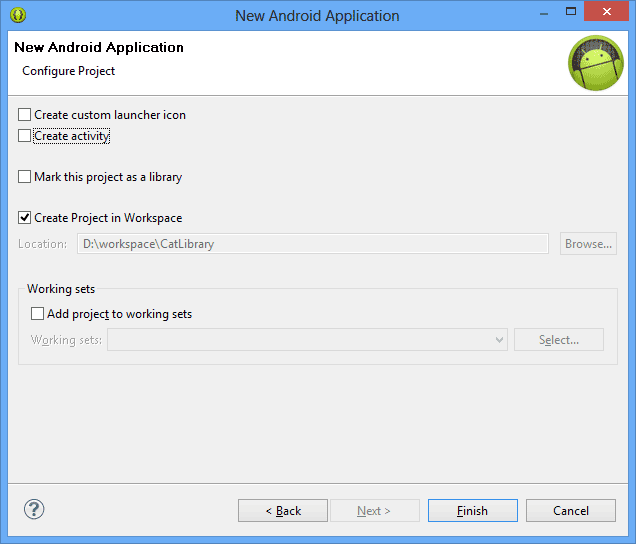 New Android Application
New Android Application
Configure Project
Create custom launcher icon
Create activity
Mark this project as a library
Create Project in Workspace
Location: D:\workspace\CatLibrary Browse...
Working sets
Add project to working sets
Working sets: Select...
? < Back Next > Finish Cancel